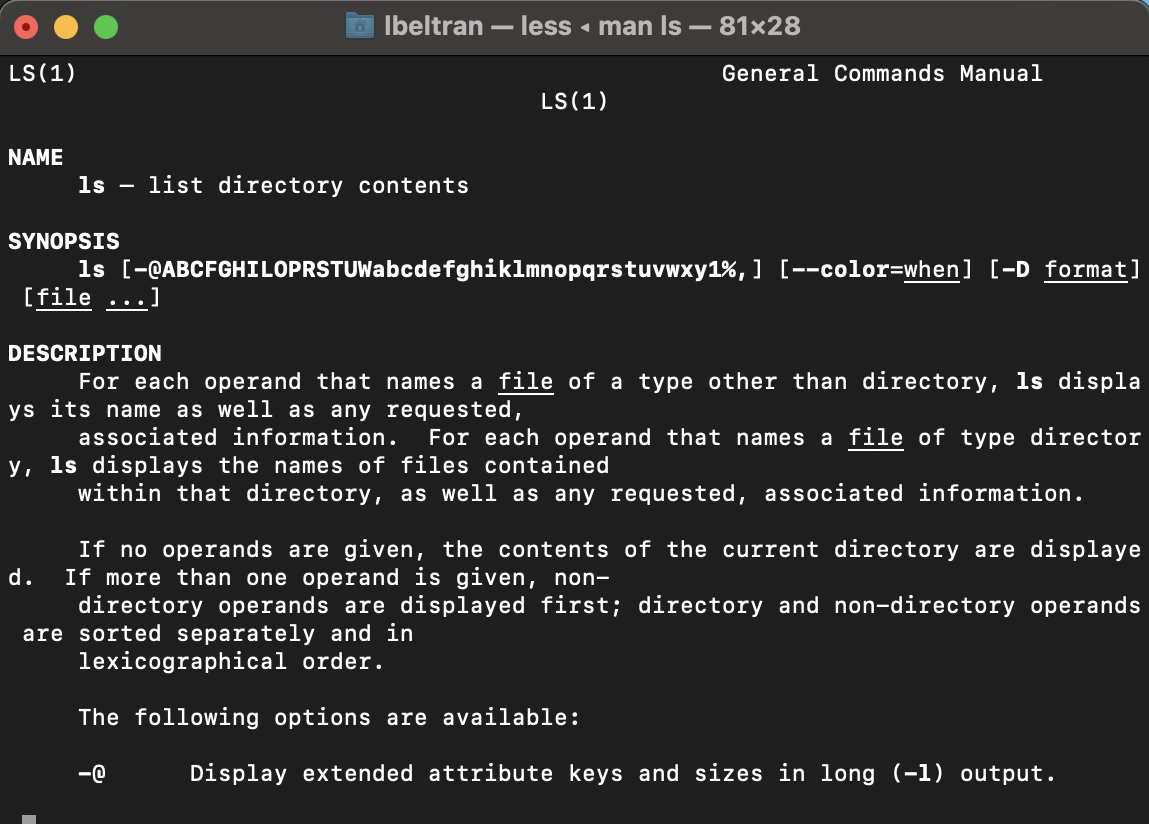 lbeltran — less ◂ man ls — 81×28
LS(1) General Commands Manual
LS(1)
NAME
ls – list directory contents
SYNOPSIS
ls [-@ABCFGHILOPRSTUWabcdefghiklmnopqrstuvwxy1%,] [--color=when] [-D format]
[file ...]
DESCRIPTION
For each operand that names a file of a type other than directory, ls displa
ys its name as well as any requested,
associated information.  For each operand that names a file of type director
y, ls displays the names of files contained
within that directory, as well as any requested, associated information.
If no operands are given, the contents of the current directory are displaye
d.  If more than one operand is given, non-
directory operands are displayed first; directory and non-directory operands
are sorted separately and in
lexicographical order.
The following options are available:
-@      Display extended attribute keys and sizes in long (-l) output.